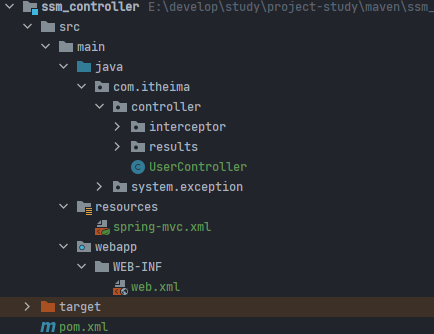 ssm_controller E:\develop\study\project-study\maven\ssm_
src
main
java
com.itheima
controller
interceptor
results
UserController
system.exception
resources
spring-mvc.xml
webapp
WEB-INF
web.xml
target
pom.xml